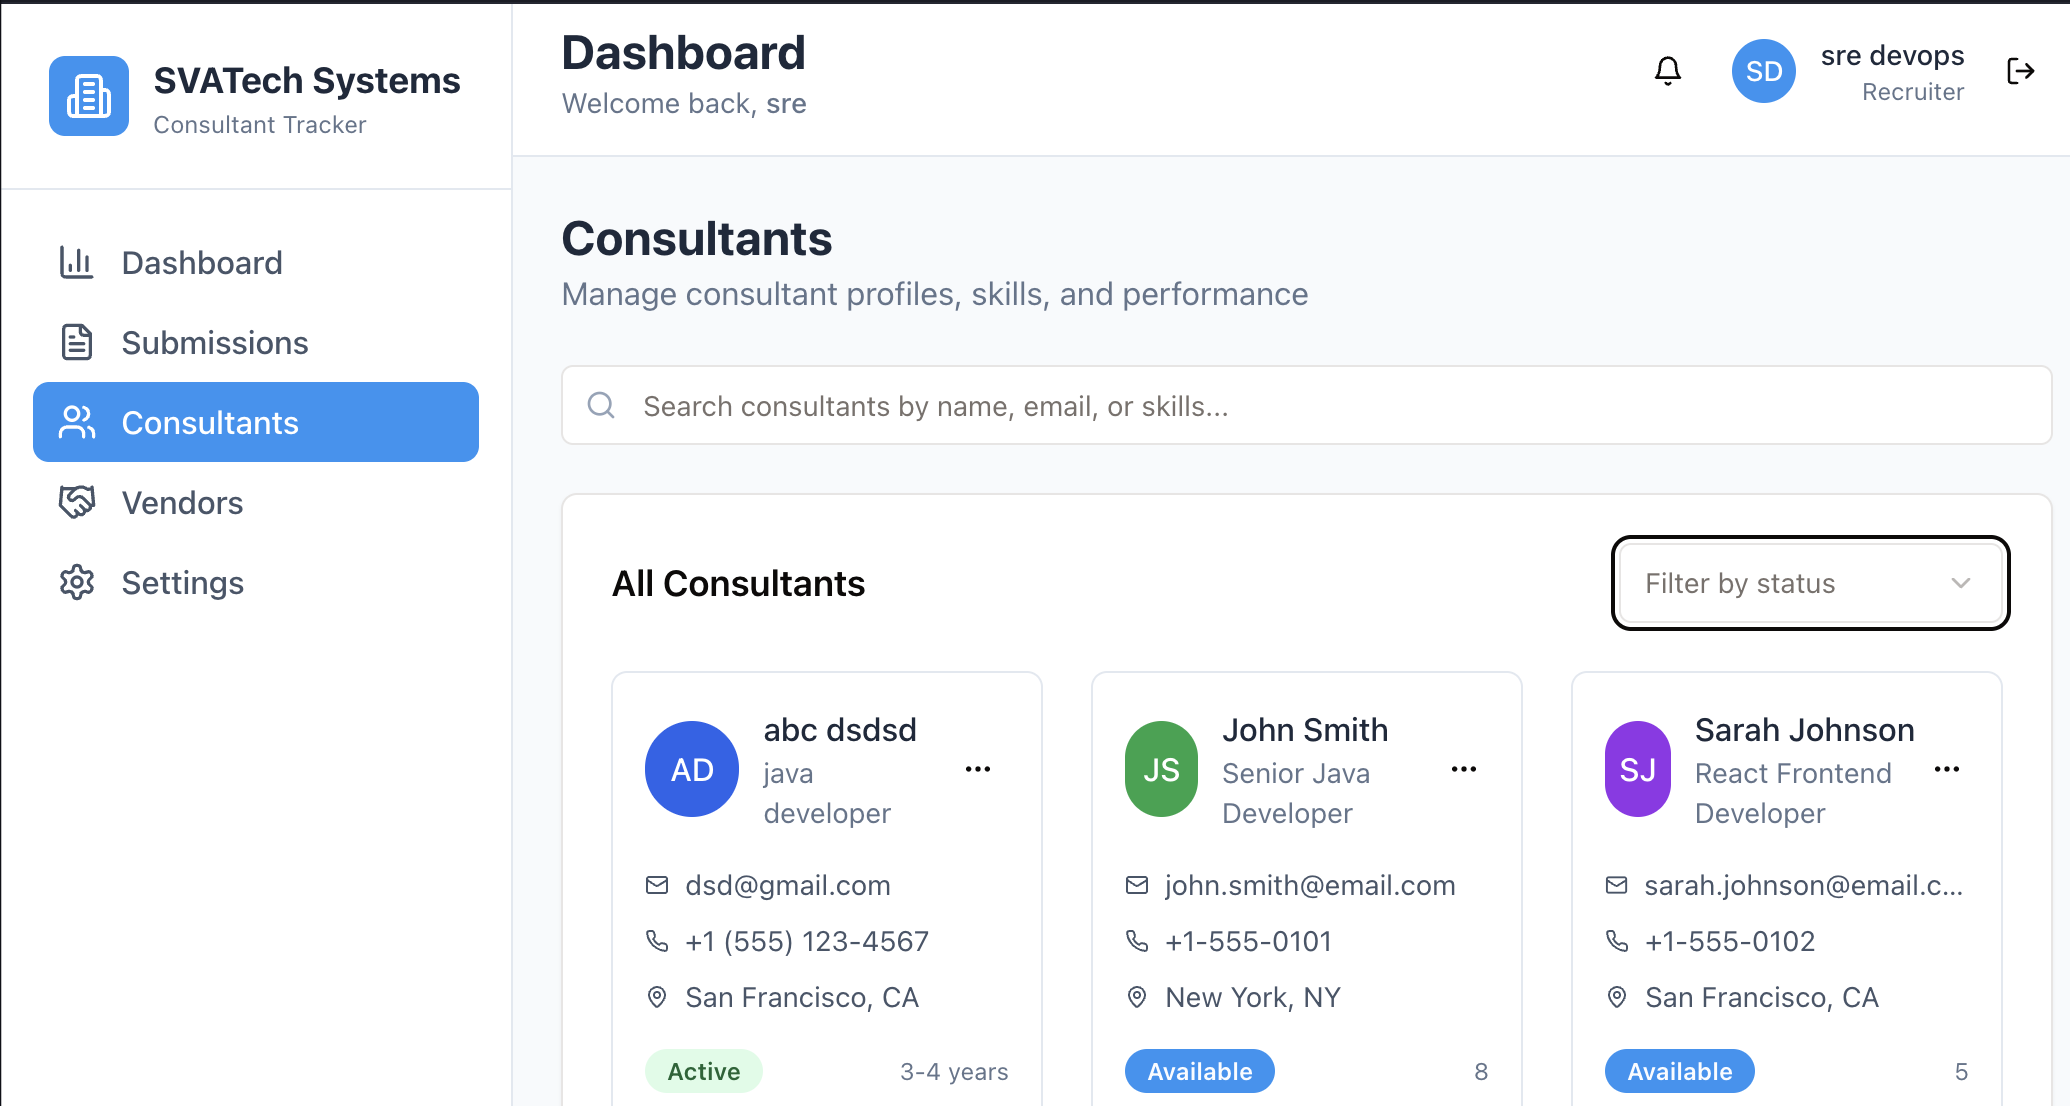 SVATech Systems
Consultant Tracker
Dashboard
Submissions
Consultants
Vendors
Settings
Dashboard
Welcome back, sre
SD
sre devops
Recruiter
Consultants
Manage consultant profiles, skills, and performance
Search consultants by name, email, or skills...
All Consultants
Filter by status
AD
abc dsdsd
java
developer
dsd@gmail.com
+1 (555) 123-4567
San Francisco, CA
Active
3-4 years
JS
John Smith
Senior Java
Developer
john.smith@email.com
+1-555-0101
New York, NY
Available
8
SJ
Sarah Johnson
React Frontend
Developer
sarah.johnson@email.c...
+1-555-0102
San Francisco, CA
Available
5